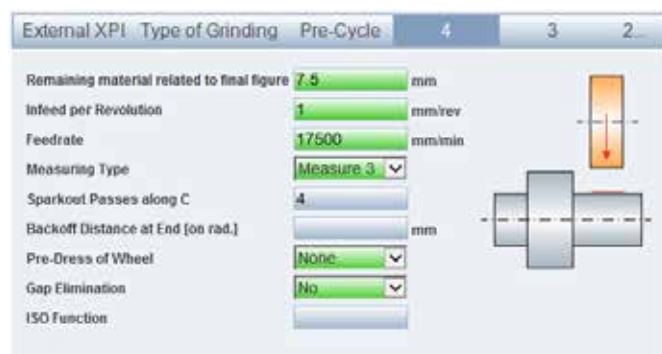 External XPI Type of Grinding Pre-Cycle 4 3 2...
Remaining material related to final figure 7.5 mm
Infeed per Revolution 1 mm/rev
Feedrate 17500 mm/min
Measuring Type Measure 3
Sparkout Passes along C 4
Backoff Distance at End [on rad.] mm
Pre-Dress of Wheel None
Gap Elimination No
ISO Function